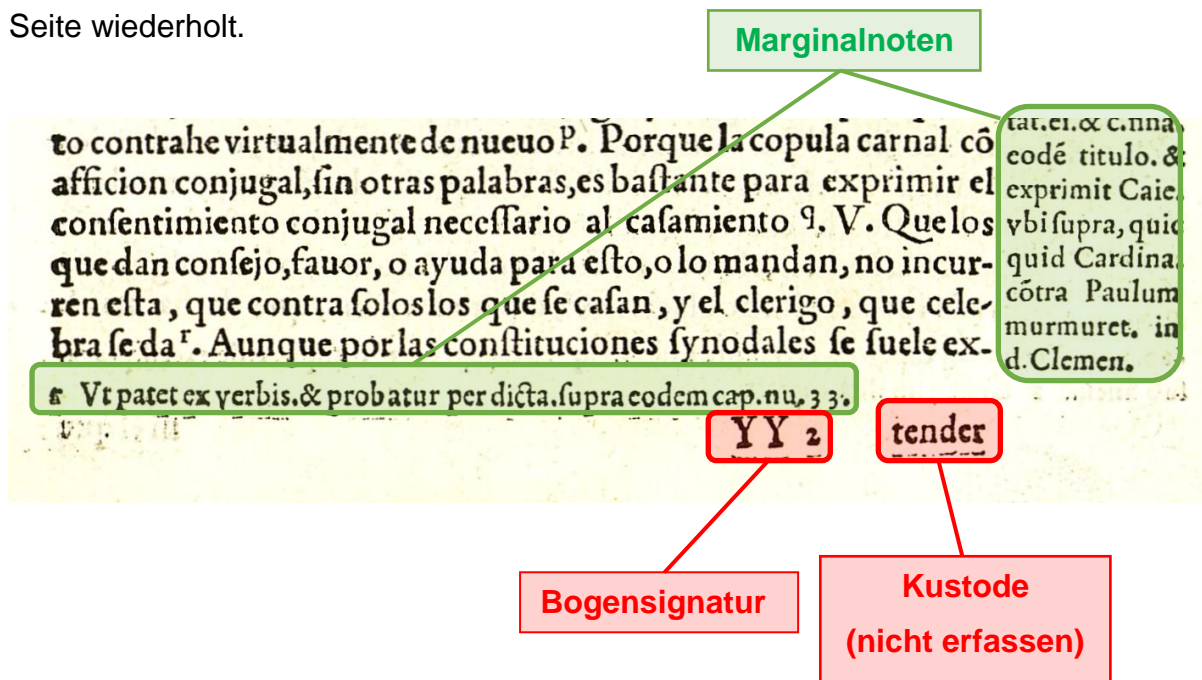 Seite wiederholt.
Marginalnoten
to contrahe virtualmente de nueuo ᵖ. Porque la copula carnal cõ
afficion conjugal, ſin otras palabras, es baſtante para exprimir el
conſentimiento conjugal neceſſario al caſamiento ᑫ. V. Que los
que dan conſejo, fauor, o ayuda para eſto, o lo mandan, no incur-
ren eſta, que contra ſolos los que ſe caſan, y el clerigo, que cele-
bra ſe da ʳ. Aunque por las conſtituciones ſynodales ſe ſuele ex-
tat. ei. & c. fina.
eodẽ titulo. &
exprimit Caie.
vbi ſupra, quic
quid Cardina.
cõtra Paulum
murmuret. in
d. Clemen.
r Vt patet ex verbis. & probatur per dicta. ſupra eodem cap. nu. 33.
YY 2
tender
Bogensignatur
Kustode
(nicht erfassen)